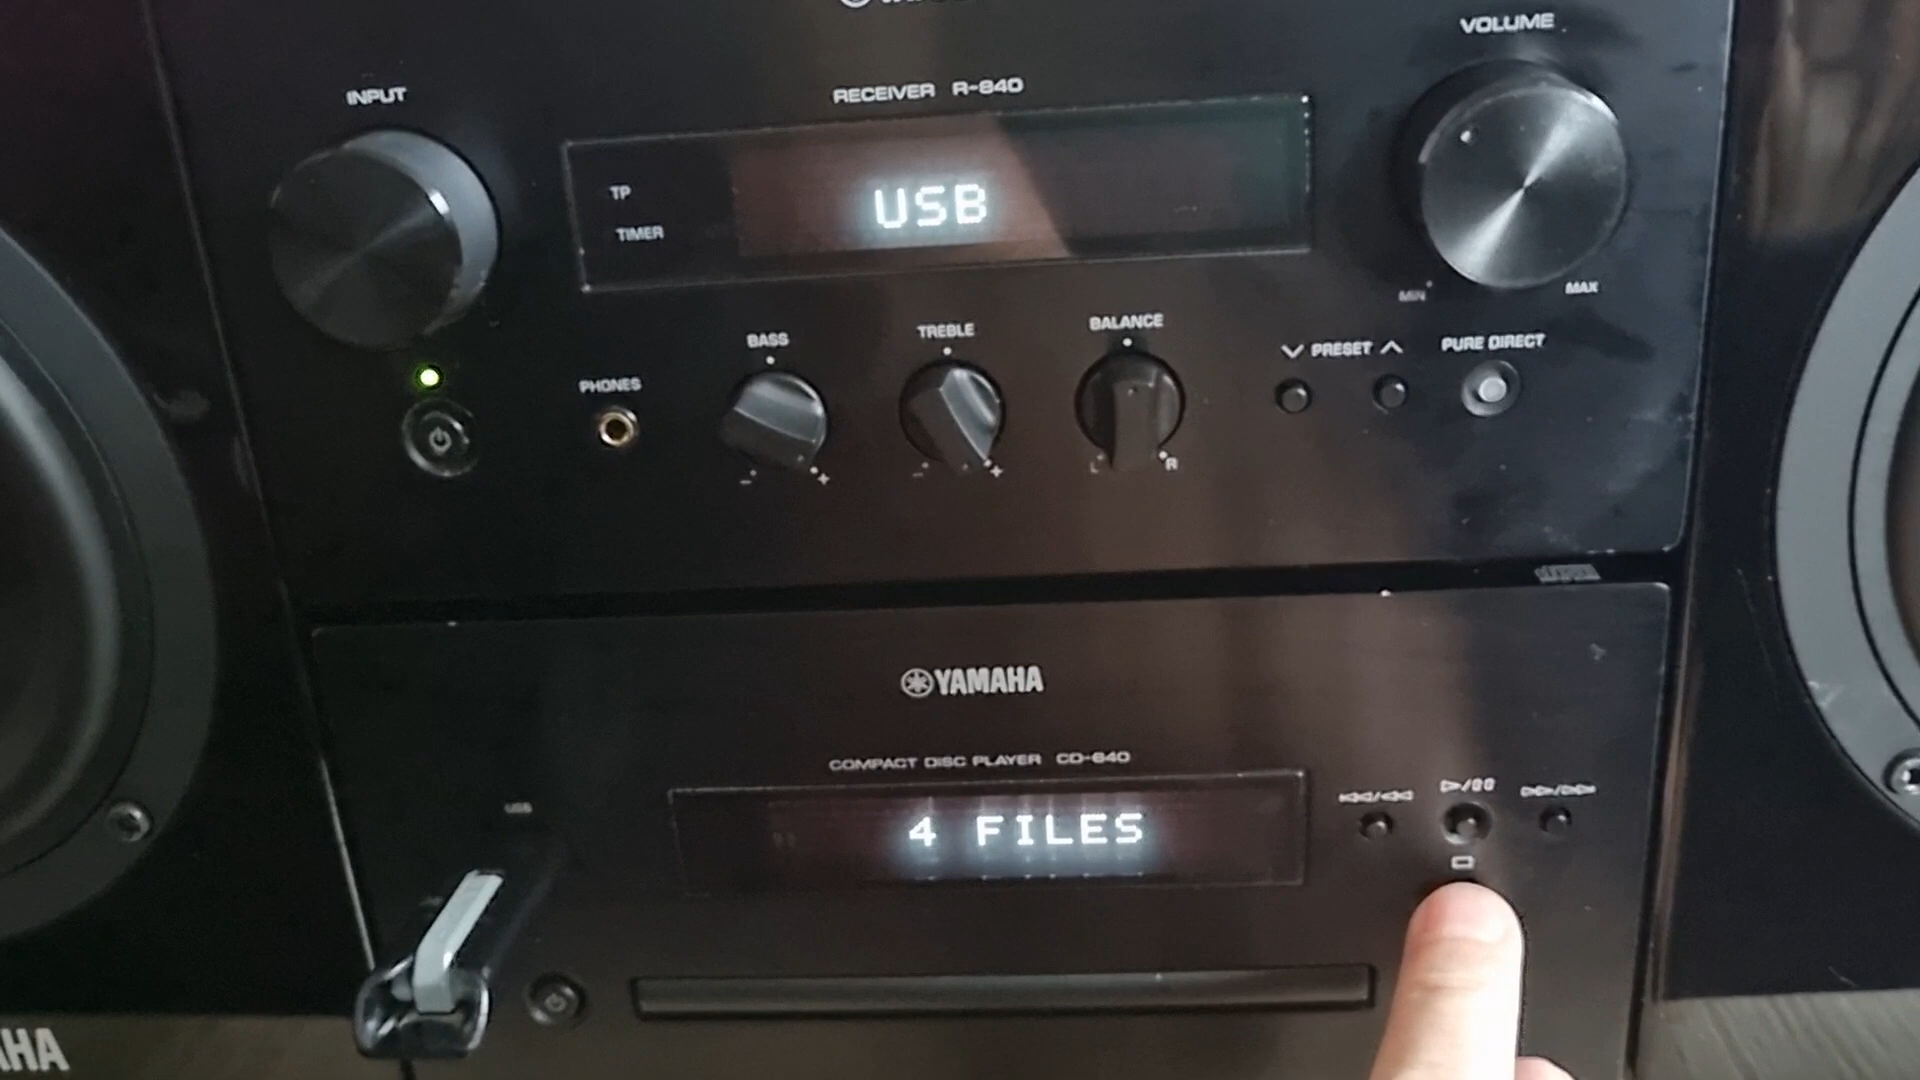 VOLUME
INPUT
RECEIVER R-840
TP
USB
TIMER
MIN
MAX
BASS
TREBLE
BALANCE
PRESET
PURE DIRECT
PHONES
- +
- +
L R
YAMAHA
COMPACT DISC PLAYER CD-640
USB
4 FILES
AHA